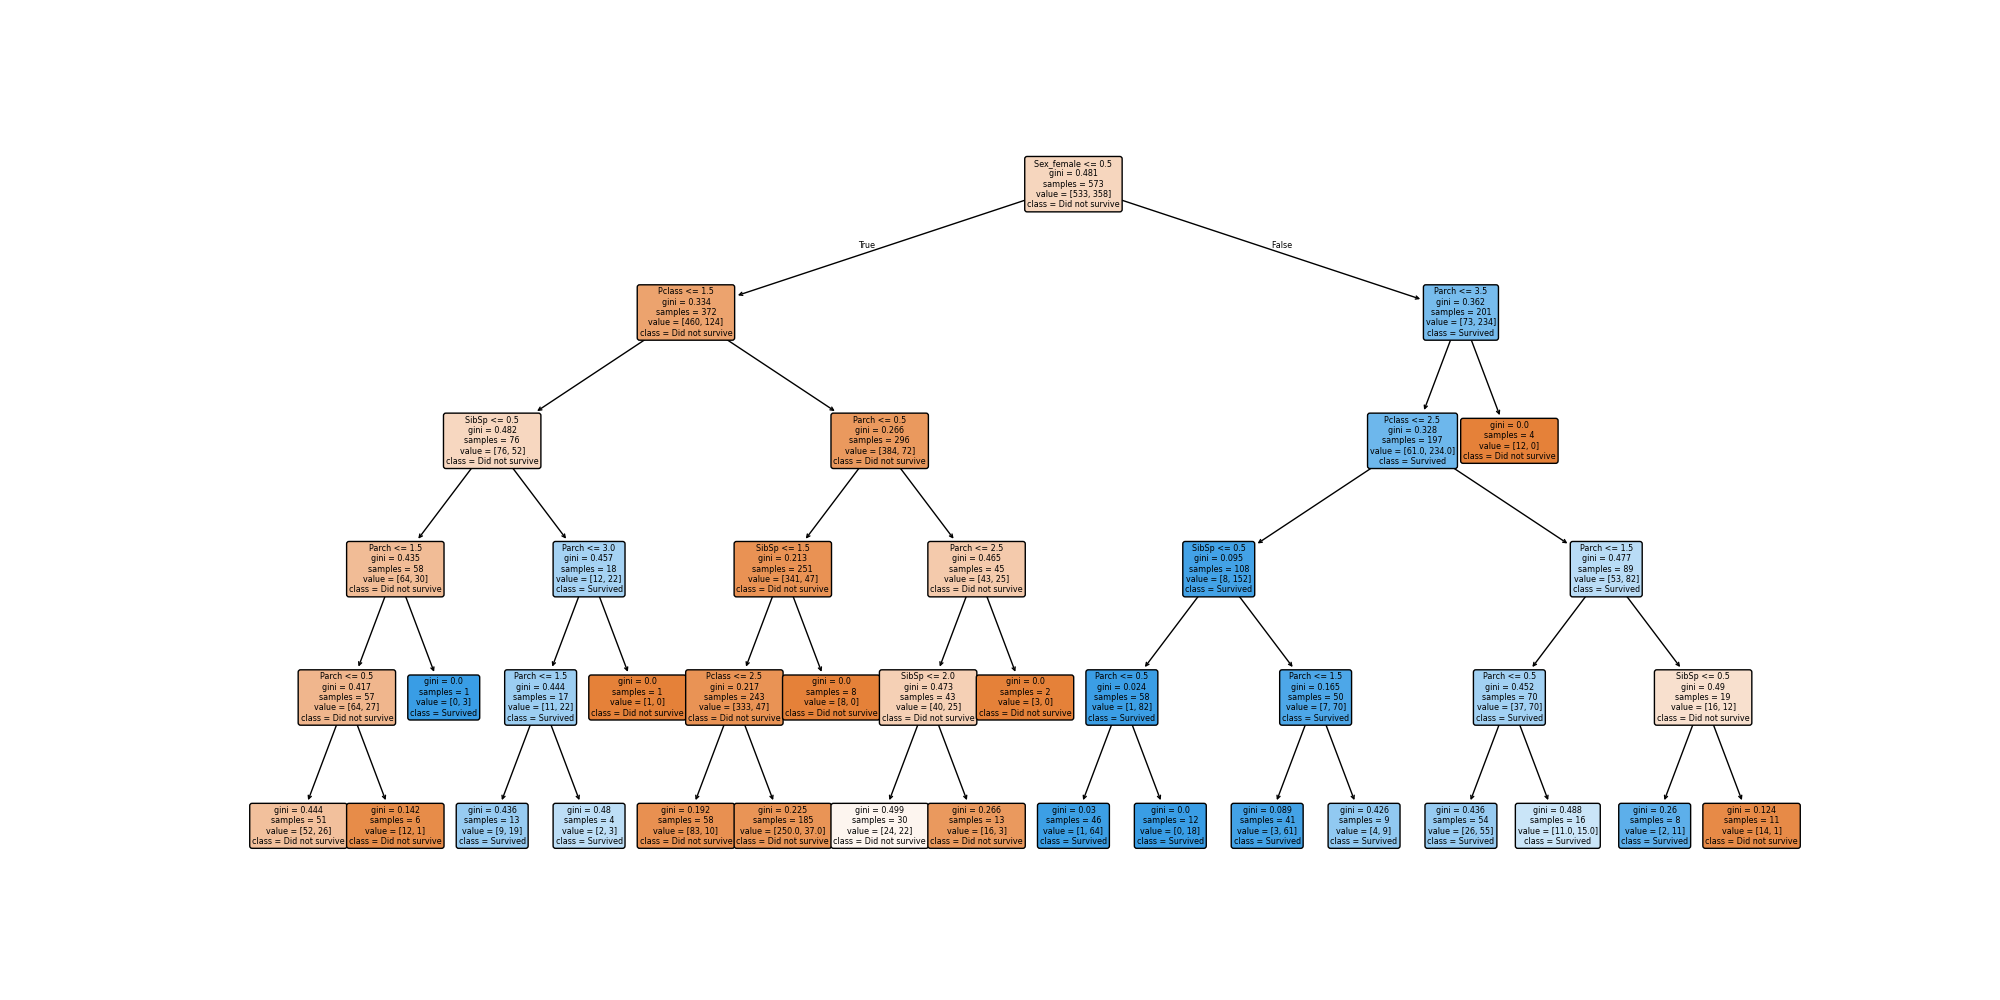 Sex_female <= 0.5
gini = 0.481
samples = 573
value = [533, 358]
class = Did not survive
True
False
Pclass <= 1.5
gini = 0.334
samples = 372
value = [460, 124]
class = Did not survive
Parch <= 3.5
gini = 0.362
samples = 201
value = [73, 234]
class = Survived
SibSp <= 0.5
gini = 0.482
samples = 76
value = [76, 52]
class = Did not survive
Parch <= 0.5
gini = 0.266
samples = 296
value = [384, 72]
class = Did not survive
Pclass <= 2.5
gini = 0.328
samples = 197
value = [61.0, 234.0]
class = Survived
gini = 0.0
samples = 4
value = [12, 0]
class = Did not survive
Parch <= 1.5
gini = 0.435
samples = 58
value = [64, 30]
class = Did not survive
Parch <= 3.0
gini = 0.457
samples = 18
value = [12, 22]
class = Survived
SibSp <= 1.5
gini = 0.213
samples = 251
value = [341, 47]
class = Did not survive
Parch <= 2.5
gini = 0.465
samples = 45
value = [43, 25]
class = Did not survive
SibSp <= 0.5
gini = 0.095
samples = 108
value = [8, 152]
class = Survived
Parch <= 1.5
gini = 0.477
samples = 89
value = [53, 82]
class = Survived
Parch <= 0.5
gini = 0.417
samples = 57
value = [64, 27]
class = Did not survive
gini = 0.0
samples = 1
value = [0, 3]
class = Survived
Parch <= 1.5
gini = 0.444
samples = 17
value = [11, 22]
class = Survived
gini = 0.0
samples = 1
value = [1, 0]
class = Did not survive
Pclass <= 2.5
gini = 0.217
samples = 243
value = [333, 47]
class = Did not survive
gini = 0.0
samples = 8
value = [8, 0]
class = Did not survive
SibSp <= 2.0
gini = 0.473
samples = 43
value = [40, 25]
class = Did not survive
gini = 0.0
samples = 2
value = [3, 0]
class = Did not survive
Parch <= 0.5
gini = 0.024
samples = 58
value = [1, 82]
class = Survived
Parch <= 1.5
gini = 0.165
samples = 50
value = [7, 70]
class = Survived
Parch <= 0.5
gini = 0.452
samples = 70
value = [37, 70]
class = Survived
SibSp <= 0.5
gini = 0.49
samples = 19
value = [16, 12]
class = Did not survive
gini = 0.444
samples = 51
value = [52, 26]
class = Did not survive
gini = 0.142
samples = 6
value = [12, 1]
class = Did not survive
gini = 0.436
samples = 13
value = [9, 19]
class = Survived
gini = 0.48
samples = 4
value = [2, 3]
class = Survived
gini = 0.192
samples = 58
value = [83, 10]
class = Did not survive
gini = 0.225
samples = 185
value = [250.0, 37.0]
class = Did not survive
gini = 0.499
samples = 30
value = [24, 22]
class = Did not survive
gini = 0.266
samples = 13
value = [16, 3]
class = Did not survive
gini = 0.03
samples = 46
value = [1, 64]
class = Survived
gini = 0.0
samples = 12
value = [0, 18]
class = Survived
gini = 0.089
samples = 41
value = [3, 61]
class = Survived
gini = 0.426
samples = 9
value = [4, 9]
class = Survived
gini = 0.436
samples = 54
value = [26, 55]
class = Survived
gini = 0.488
samples = 16
value = [11.0, 15.0]
class = Survived
gini = 0.26
samples = 8
value = [2, 11]
class = Survived
gini = 0.124
samples = 11
value = [14, 1]
class = Did not survive